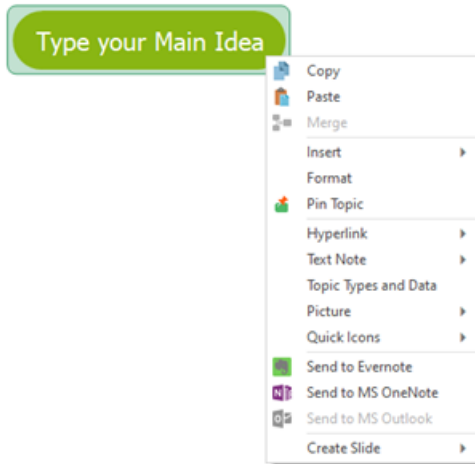 Type your Main Idea
Copy
Paste
Merge
Insert
Format
Pin Topic
Hyperlink
Text Note
Topic Types and Data
Picture
Quick Icons
Send to Evernote
Send to MS OneNote
Send to MS Outlook
Create Slide